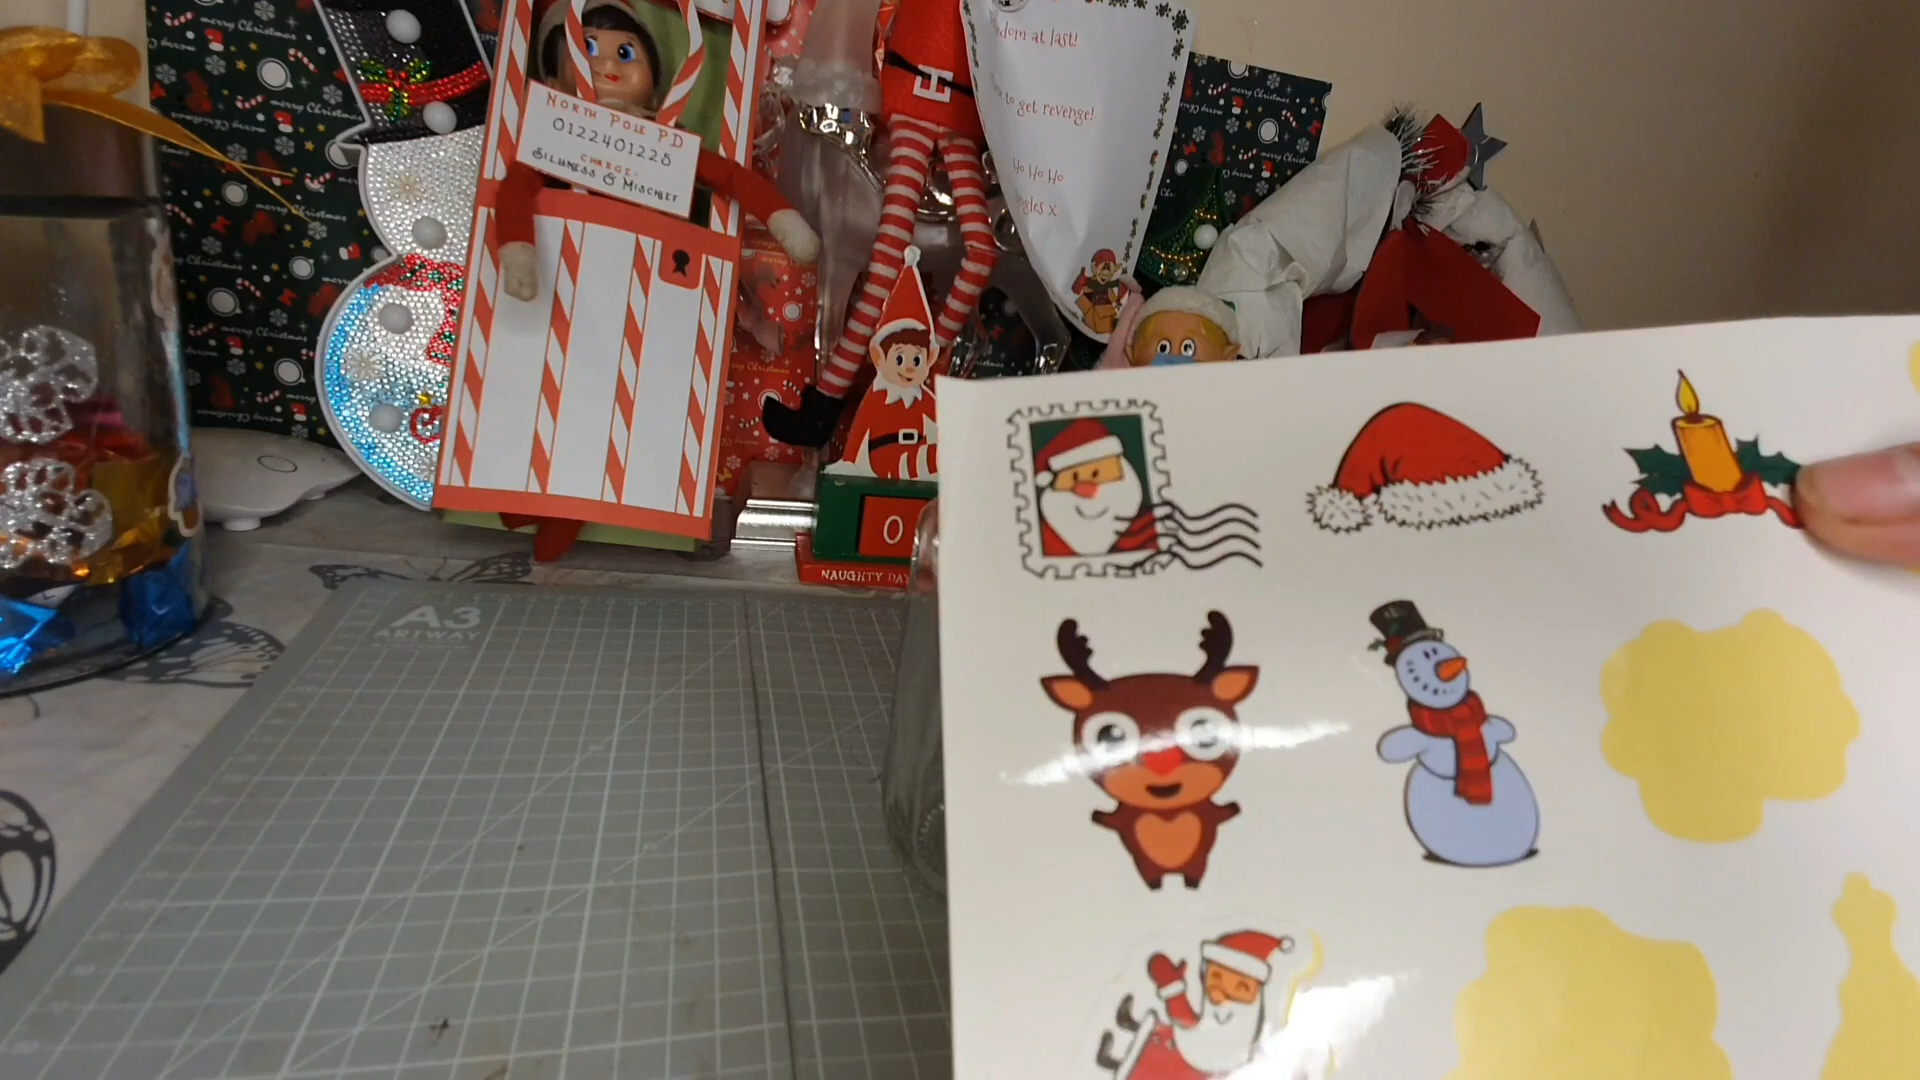 merry Christmas
North Pole PD
0122401225
CHARGE:
Silliness & Mischief
dom at last!
to get revenge!
Ho Ho Ho
ngles x
0
NAUGHTY DAY
A3
ARTWAY